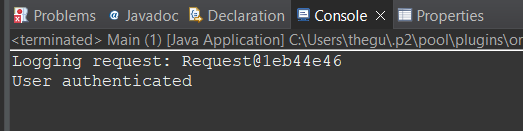 Problems @ Javadoc Declaration Console Properties
<terminated> Main (1) [Java Application] C:\Users\thegu\.p2\pool\plugins\or
Logging request: Request@1eb44e46
User authenticated